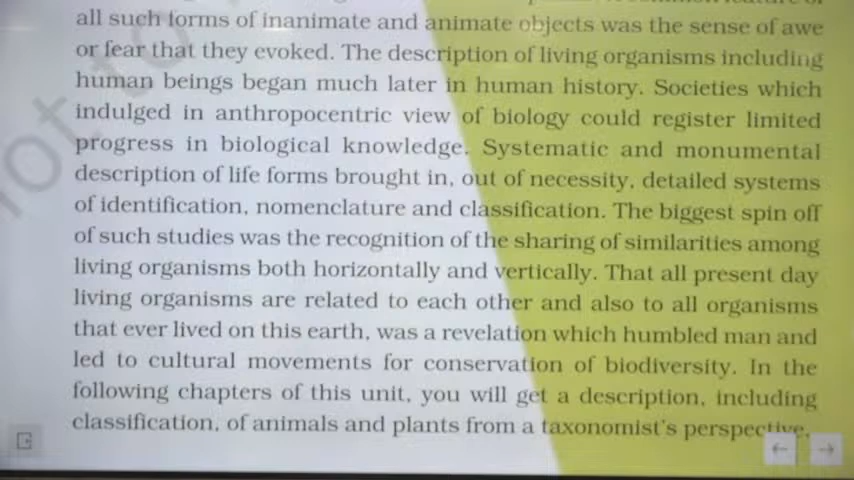 all such forms of inanimate and animate objects was the sense of awe
or fear that they evoked. The description of living organisms including
human beings began much later in human history. Societies which
indulged in anthropocentric view of biology could register limited
progress in biological knowledge. Systematic and monumental
description of life forms brought in, out of necessity, detailed systems
of identification, nomenclature and classification. The biggest spin off
of such studies was the recognition of the sharing of similarities among
living organisms both horizontally and vertically. That all present day
living organisms are related to each other and also to all organisms
that ever lived on this earth, was a revelation which humbled man and
led to cultural movements for conservation of biodiversity. In the
following chapters of this unit, you will get a description, including
classification, of animals and plants from a taxonomist's perspective.
not to